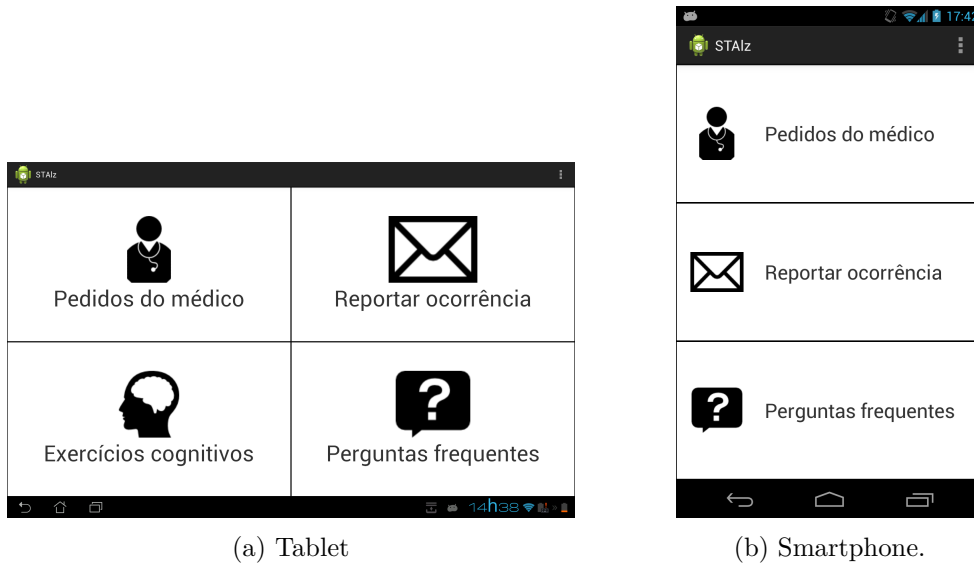 STAlz
Pedidos do médico
Reportar ocorrência
Exercícios cognitivos
Perguntas frequentes
14h38
(a) Tablet
17:42
STAlz
Pedidos do médico
Reportar ocorrência
?
Perguntas frequentes
(b) Smartphone.